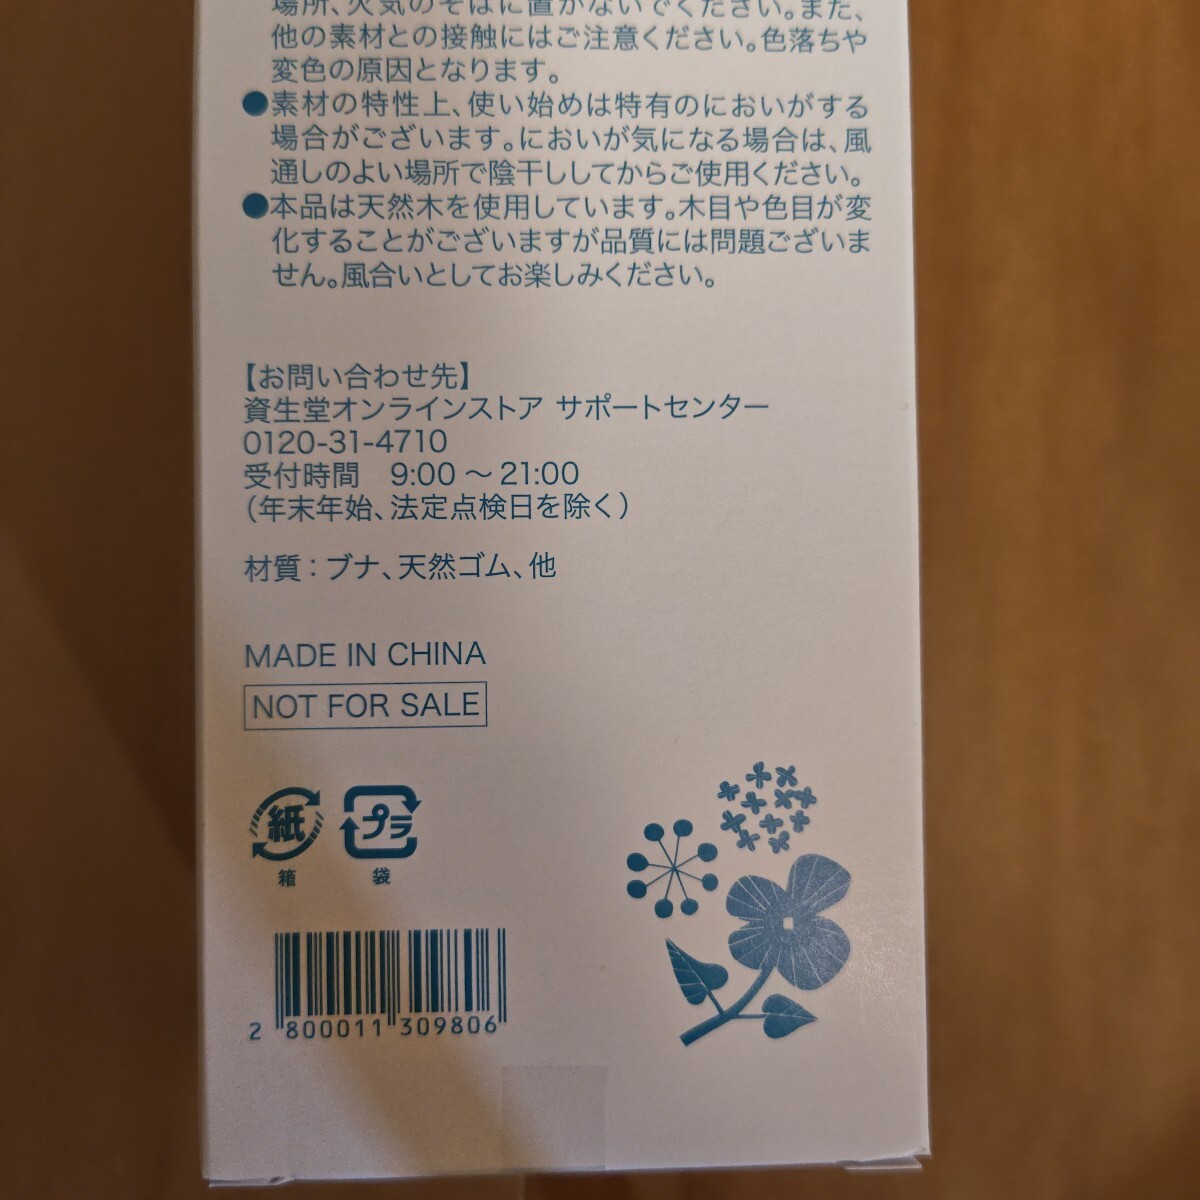 場所、火気のそばに置かないでください。また、
他の素材との接触にはご注意ください。色落ちや
変色の原因となります。
●素材の特性上、使い始めは特有のにおいがする
場合がございます。においが気になる場合は、風
通しのよい場所で陰干ししてからご使用ください。
●本品は天然木を使用しています。木目や色目が変
化することがございますが品質には問題ございま
せん。風合いとしてお楽しみください。
【お問い合わせ先】
資生堂オンラインストア サポートセンター
0120-31-4710
受付時間 9:00 ～ 21:00
（年末年始、法定点検日を除く）
材質 : ブナ、天然ゴム、他
MADE IN CHINA
NOT FOR SALE
紙 プラ
箱 袋
2 800011 309806